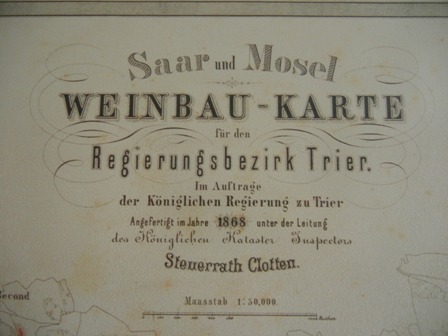 Saar und Mosel
WEINBAU-KARTE
für den
Regierungsbezirk Trier.
Im Auftrage
der Königlichen Regierung zu Trier
Angefertigt im Jahre 1868 unter der Leitung
des Königlichen Kataster Inspectors
Steuerrath Clotten.
Second
Maasstab 1:50,000.